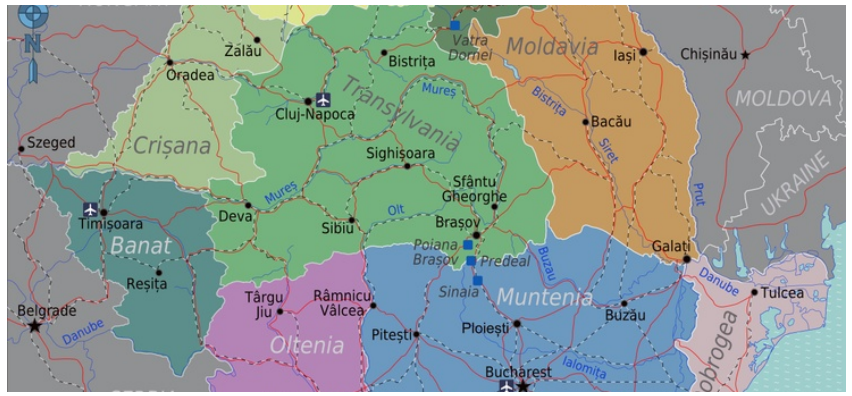 N
Zalău
Oradea
Crișana
Szeged
Bistrița
Cluj-Napoca
Transylvania
Mureș
Sighișoara
Sfântu
Gheorghe
Brașov
Poiana
Brașov
Predeal
Sinaia
Vatra
Dornei
Moldavia
Iași
Chișinău
MOLDOVA
Bistrița
Bacău
Siret
Prut
UKRAINE
Galați
Timișoara
Banat
Reșița
Deva
Mureș
Sibiu
Olt
Buzau
Belgrade
Danube
Târgu
Jiu
Râmnicu
Vâlcea
Oltenia
Pitești
Ploiești
Muntenia
Buzău
Ialomița
Bucharest
Danube
Tulcea
obrogea